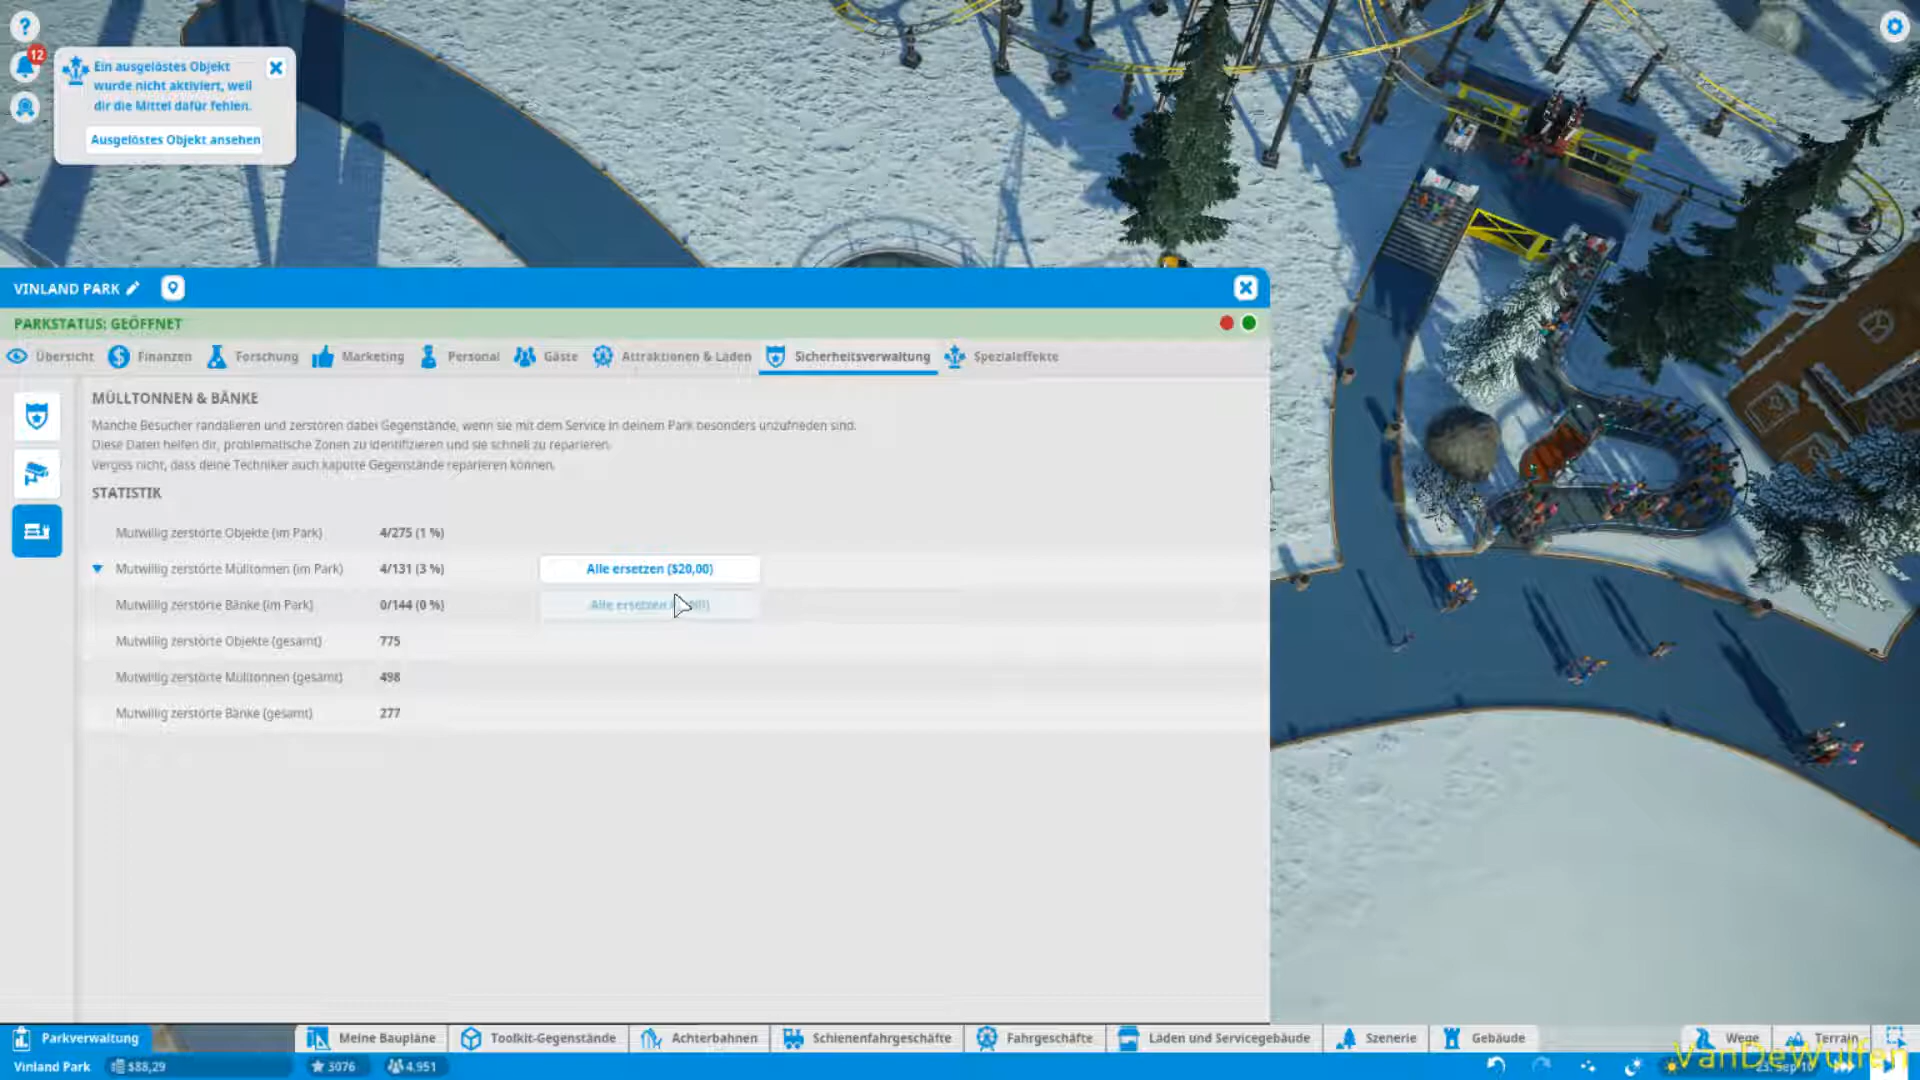 ?
12
Ein ausgelöstes Objekt
wurde nicht aktiviert, weil
dir die Mittel dafür fehlen.
Ausgelöstes Objekt ansehen
VINLAND PARK
PARKSTATUS: GEÖFFNET
Übersicht
Finanzen
Forschung
Marketing
Personal
Gäste
Attraktionen & Läden
Sicherheitsverwaltung
Spezialeffekte
MÜLLTONNEN & BÄNKE
Manche Besucher randalieren und zerstören dabei Gegenstände, wenn sie mit dem Service in deinem Park besonders unzufrieden sind.
Diese Daten helfen dir, problematische Zonen zu identifizieren und sie schnell zu reparieren.
Vergiss nicht, dass deine Techniker auch kaputte Gegenstände reparieren können.
STATISTIK
Mutwillig zerstörte Objekte (im Park) 4/275 (1 %)
Mutwillig zerstörte Mülltonnen (im Park) 4/131 (3 %) Alle ersetzen ($20,00)
Mutwillig zerstörte Bänke (im Park) 0/144 (0 %) Alle ersetzen
Mutwillig zerstörte Objekte (gesamt) 775
Mutwillig zerstörte Mülltonnen (gesamt) 498
Mutwillig zerstörte Bänke (gesamt) 277
Parkverwaltung
Meine Baupläne
Toolkit-Gegenstände
Achterbahnen
Schienenfahrgeschäfte
Fahrgeschäfte
Läden und Servicegebäude
Szenerie
Gebäude
Wege
Terrain
Vinland Park
$88,29
3076
4.951
VanDeWulfen